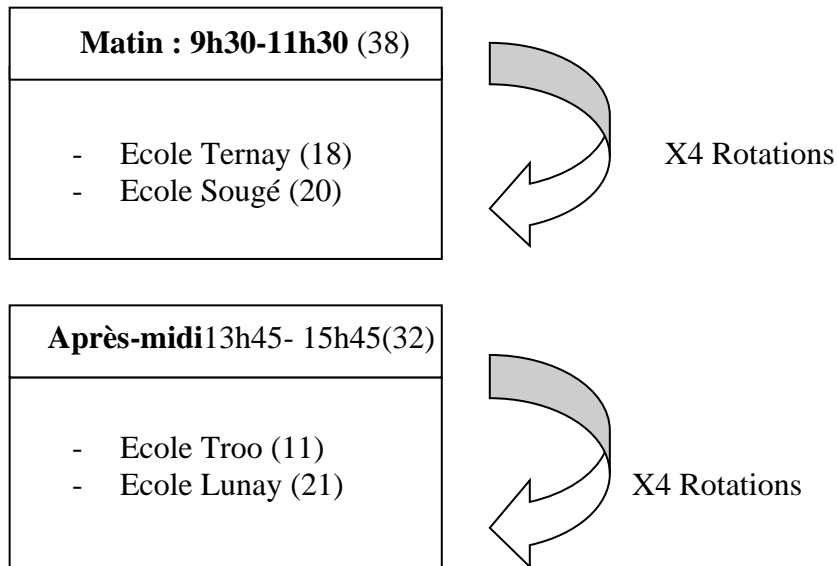 Matin : 9h30-11h30 (38)
- Ecole Ternay (18)
- Ecole Sougé (20)
X4 Rotations
Après-midi13h45- 15h45(32)
- Ecole Troo (11)
- Ecole Lunay (21)
X4 Rotations